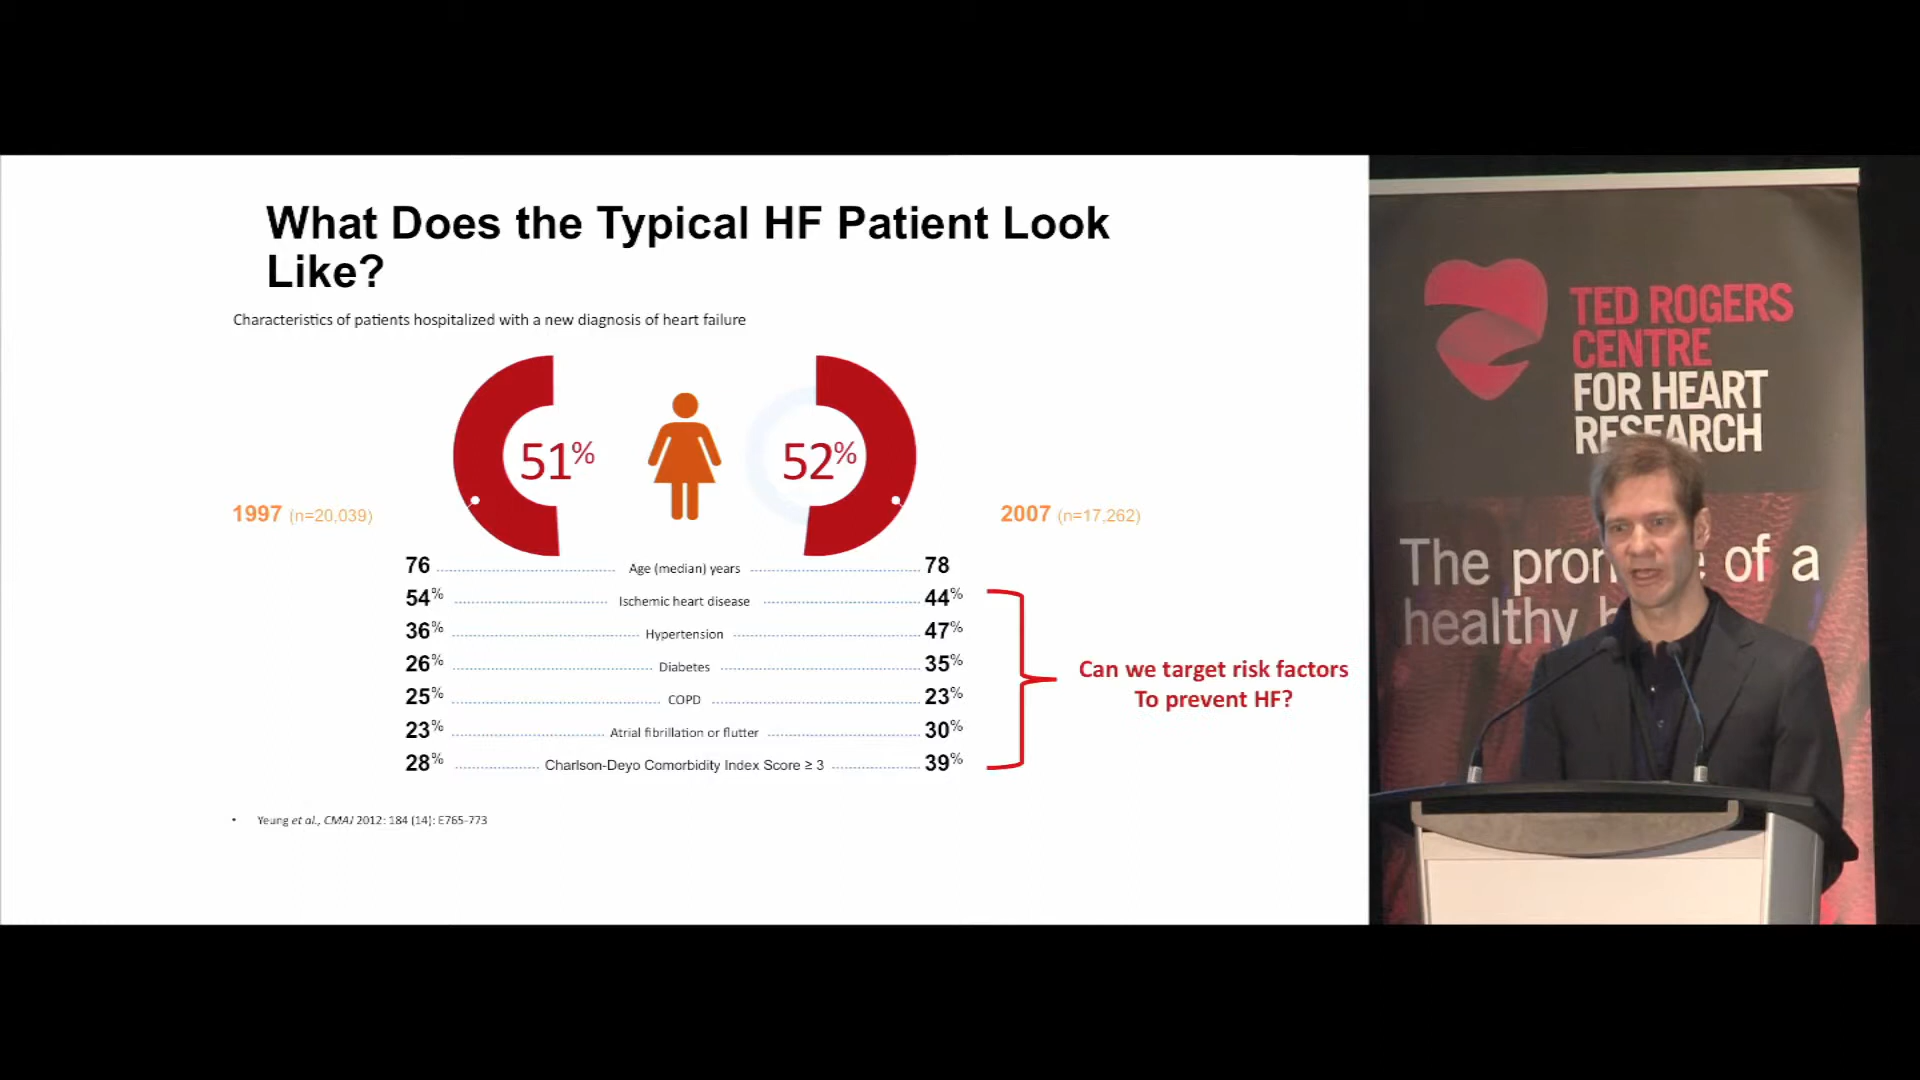 What Does the Typical HF Patient Look
Like?
Characteristics of patients hospitalized with a new diagnosis of heart failure
51%
52%
1997 (n=20,039)
2007 (n=17,262)
76 Age (median) years 78
54% Ischemic heart disease 44%
36% Hypertension 47%
26% Diabetes 35%
25% COPD 23%
23% Atrial fibrillation or flutter 30%
28% Charlson-Deyo Comorbidity Index Score ≥ 3 39%
Can we target risk factors
To prevent HF?
• Yeung et al., CMAJ 2012: 184 (14): E765-773
TED ROGERS
CENTRE
FOR HEART
RESEARCH
The of a
healthy